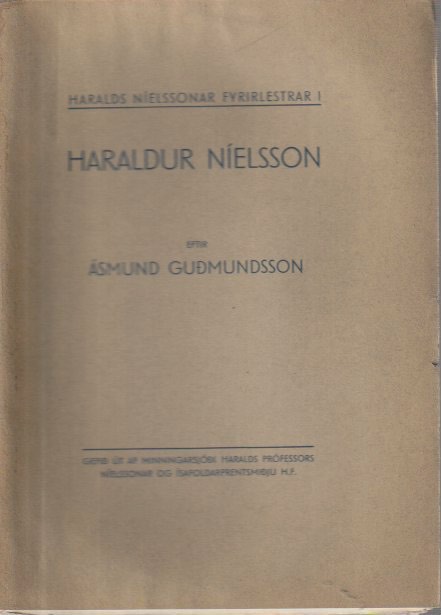 HARALDS NÍELSSONAR FYRIRLESTRAR I
HARALDUR NÍELSSON
EFTIR
ÁSMUND GUÐMUNDSSON
GEFIÐ ÚT AF MINNINGARSJÓÐI HARALDS PRÓFESSORS
NÍELSSONAR OG ÍSAFOLDARPRENTSMIÐJU H.F.